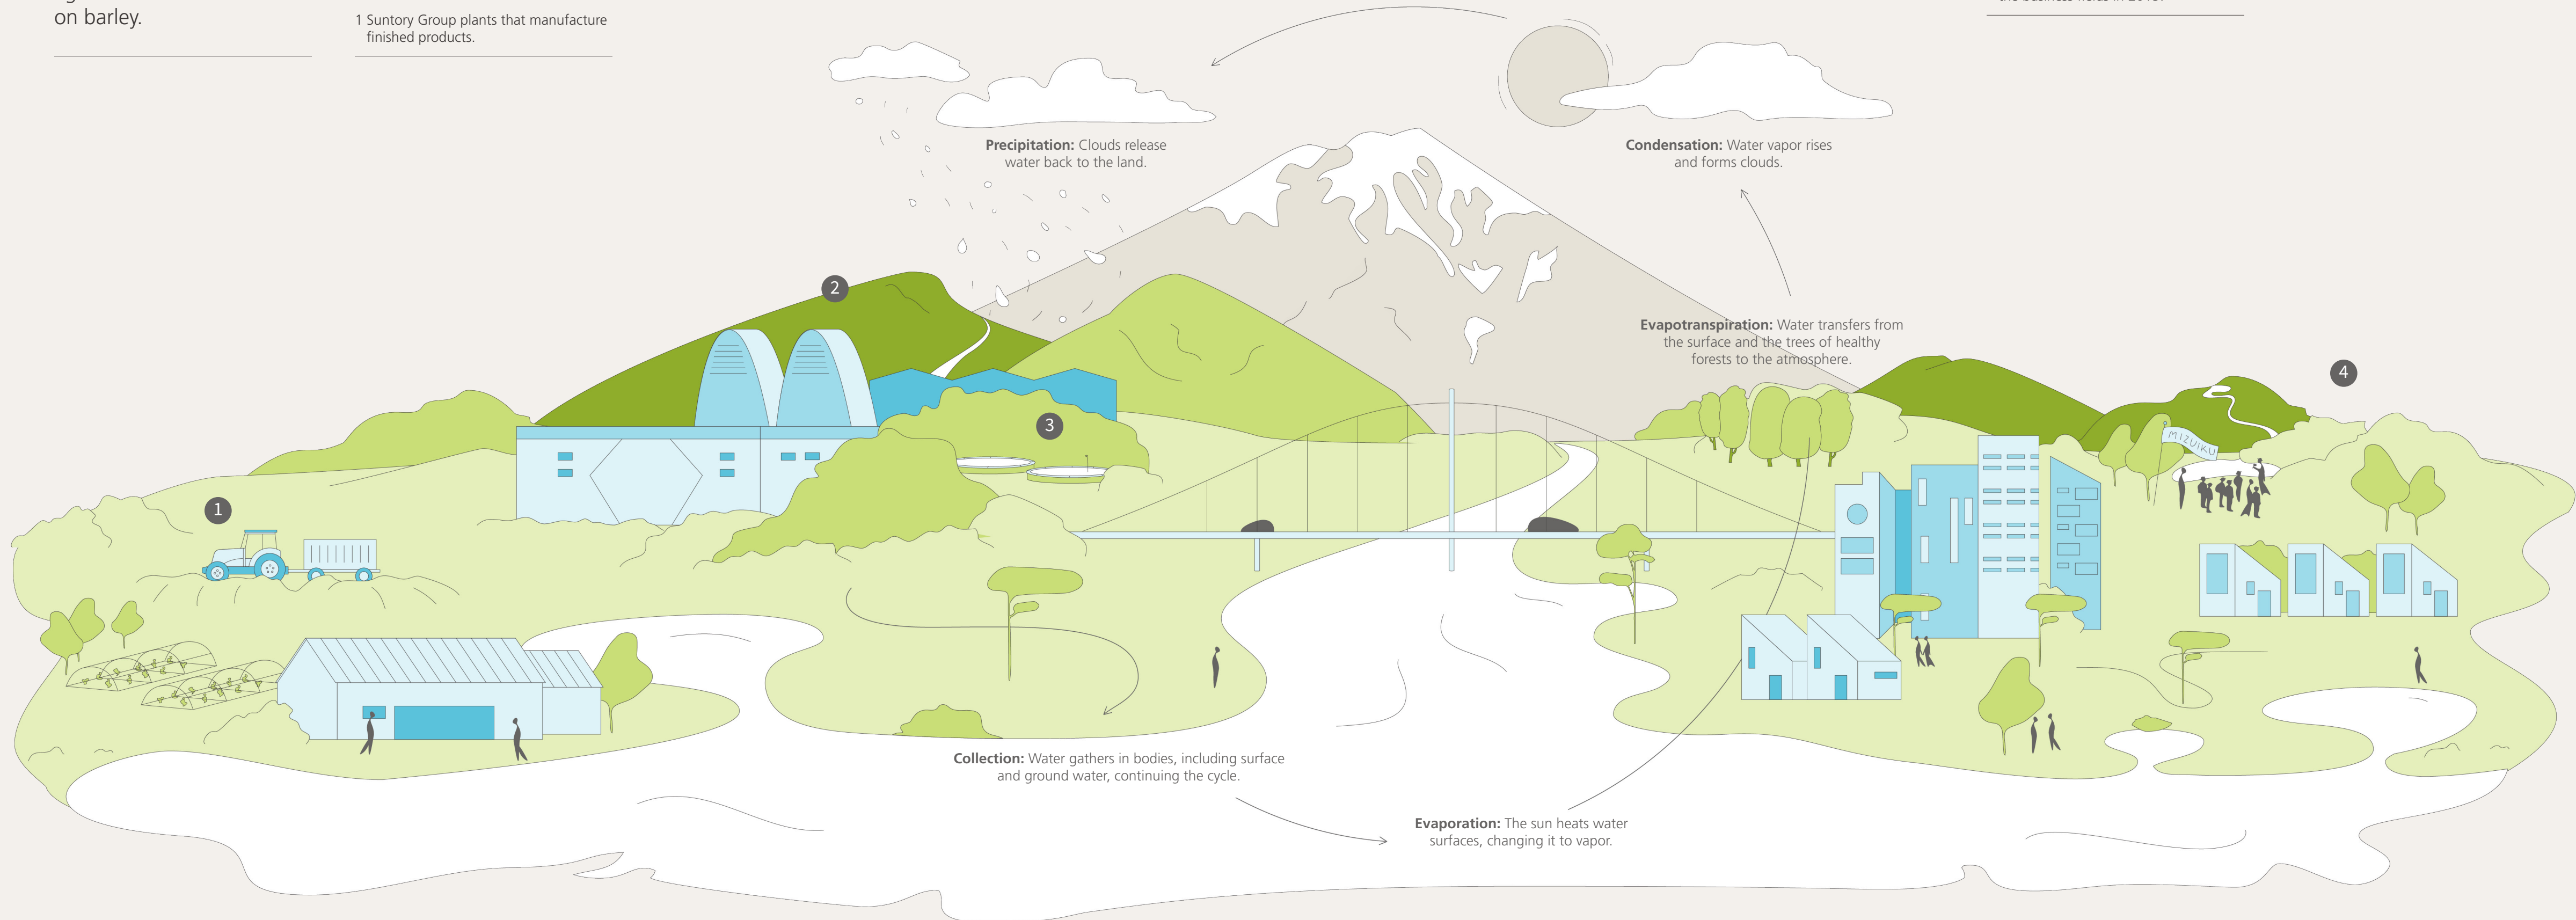 on barley.
1 Suntory Group plants that manufacture
finished products.
Precipitation: Clouds release
water back to the land.
Condensation: Water vapor rises
and forms clouds.
2
Evapotranspiration: Water transfers from
the surface and the trees of healthy
forests to the atmosphere.
4
3
MIZUIKU
1
Collection: Water gathers in bodies, including surface
and ground water, continuing the cycle.
Evaporation: The sun heats water
surfaces, changing it to vapor.